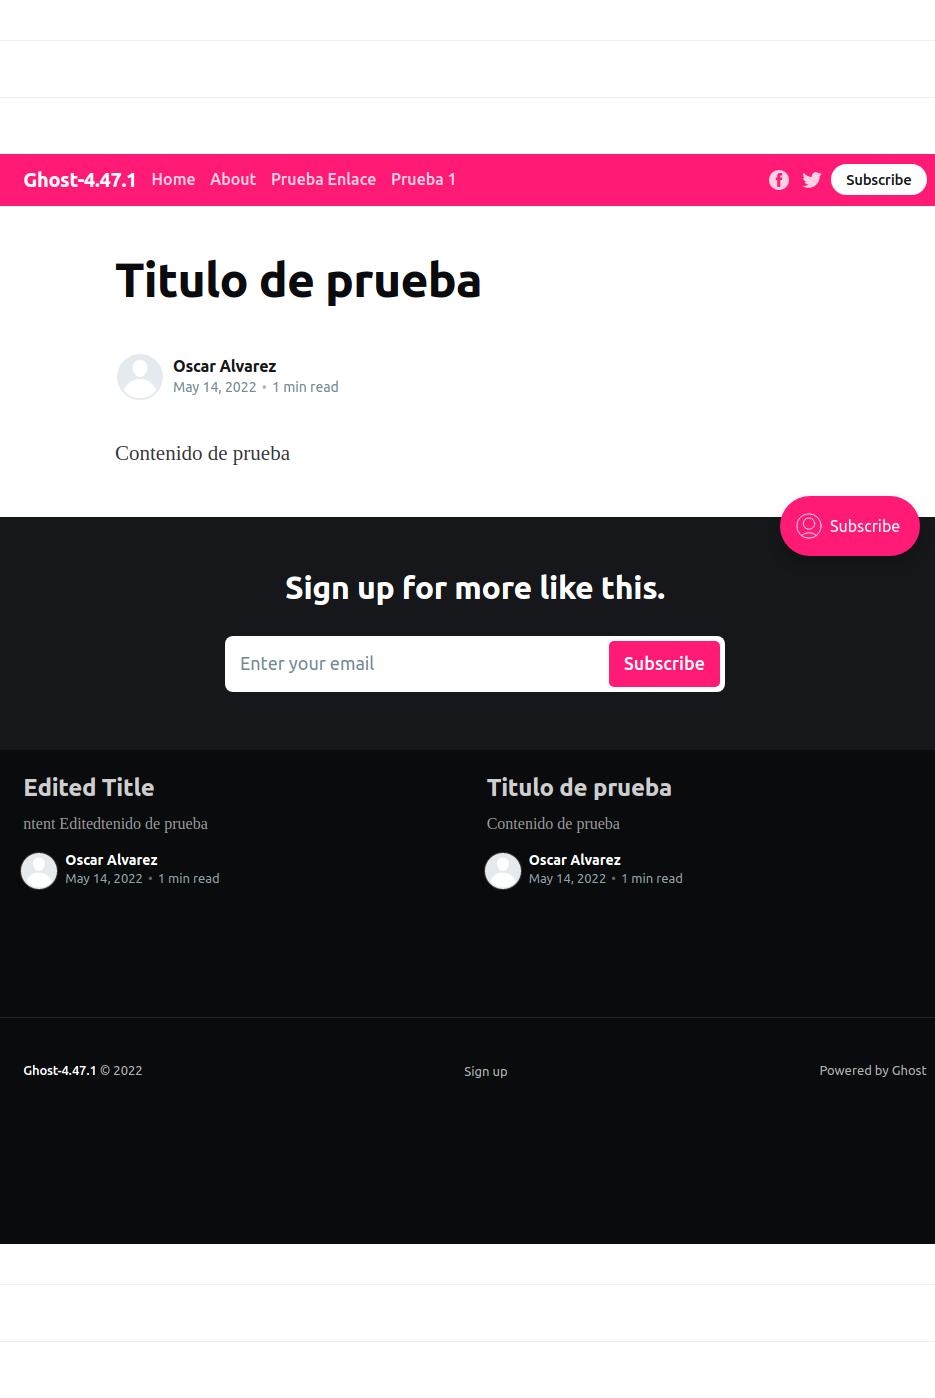 Ghost-4.47.1 Home About Prueba Enlace Prueba 1 Subscribe
Titulo de prueba
Oscar Alvarez
May 14, 2022 • 1 min read
Contenido de prueba
Subscribe
Sign up for more like this.
Enter your email Subscribe
Edited Title
ntent Editedtenido de prueba
Oscar Alvarez
May 14, 2022 • 1 min read
Titulo de prueba
Contenido de prueba
Oscar Alvarez
May 14, 2022 • 1 min read
Ghost-4.47.1 © 2022
Sign up
Powered by Ghost